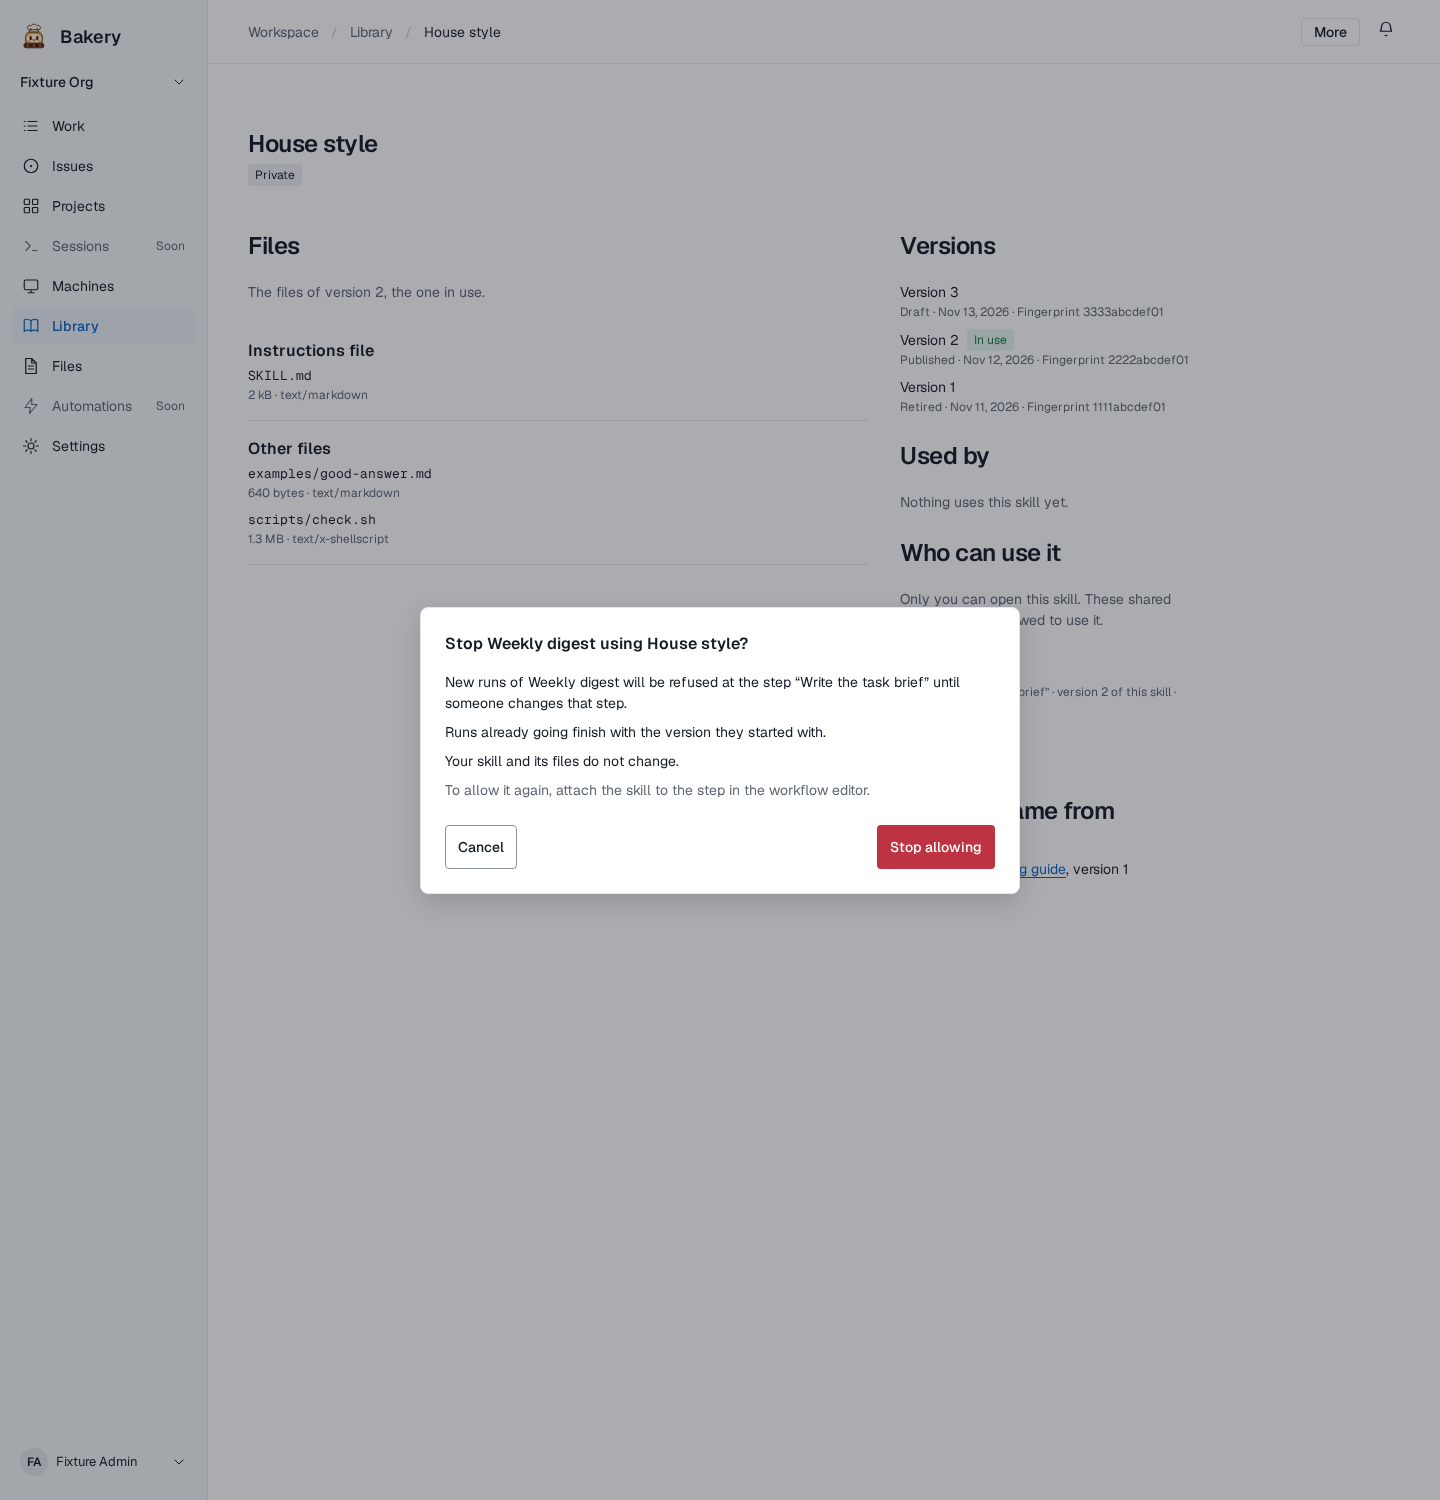 Bakery
Fixture Org
Work
Issues
Projects
Sessions Soon
Machines
Library
Files
Automations Soon
Settings
FA Fixture Admin
Workspace / Library / House style
More
House style
Private
Files
The files of version 2, the one in use.
Instructions file
SKILL.md
2 kB · text/markdown
Other files
examples/good-answer.md
640 bytes · text/markdown
scripts/check.sh
1.3 MB · text/x-shellscript
Versions
Version 3
Draft · Nov 13, 2026 · Fingerprint 3333abcdef01
Version 2 In use
Published · Nov 12, 2026 · Fingerprint 2222abcdef01
Version 1
Retired · Nov 11, 2026 · Fingerprint 1111abcdef01
Used by
Nothing uses this skill yet.
Who can use it
Only you can open this skill. These shared
to use it.
brief” · version 2 of this skill ·
from
guide, version 1
Stop Weekly digest using House style?
New runs of Weekly digest will be refused at the step “Write the task brief” until
someone changes that step.
Runs already going finish with the version they started with.
Your skill and its files do not change.
To allow it again, attach the skill to the step in the workflow editor.
Cancel
Stop allowing